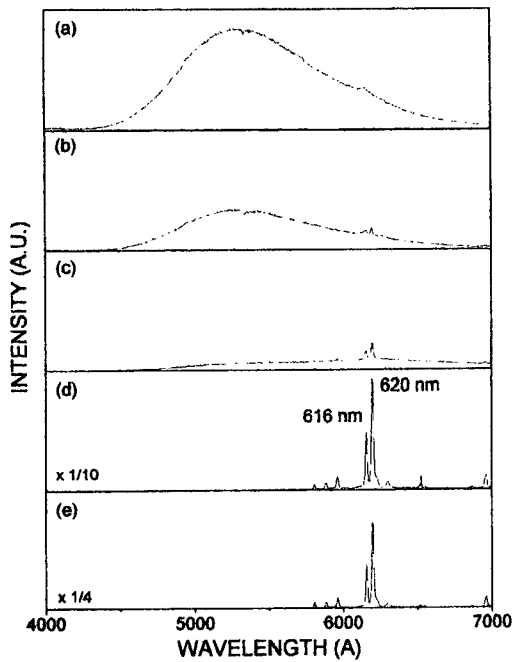 (a)
(b)
(c)
(d)
620 nm
616 nm
x 1/10
(e)
x 1/4
INTENSITY (A.U.)
4000 5000 6000 7000
WAVELENGTH (A)